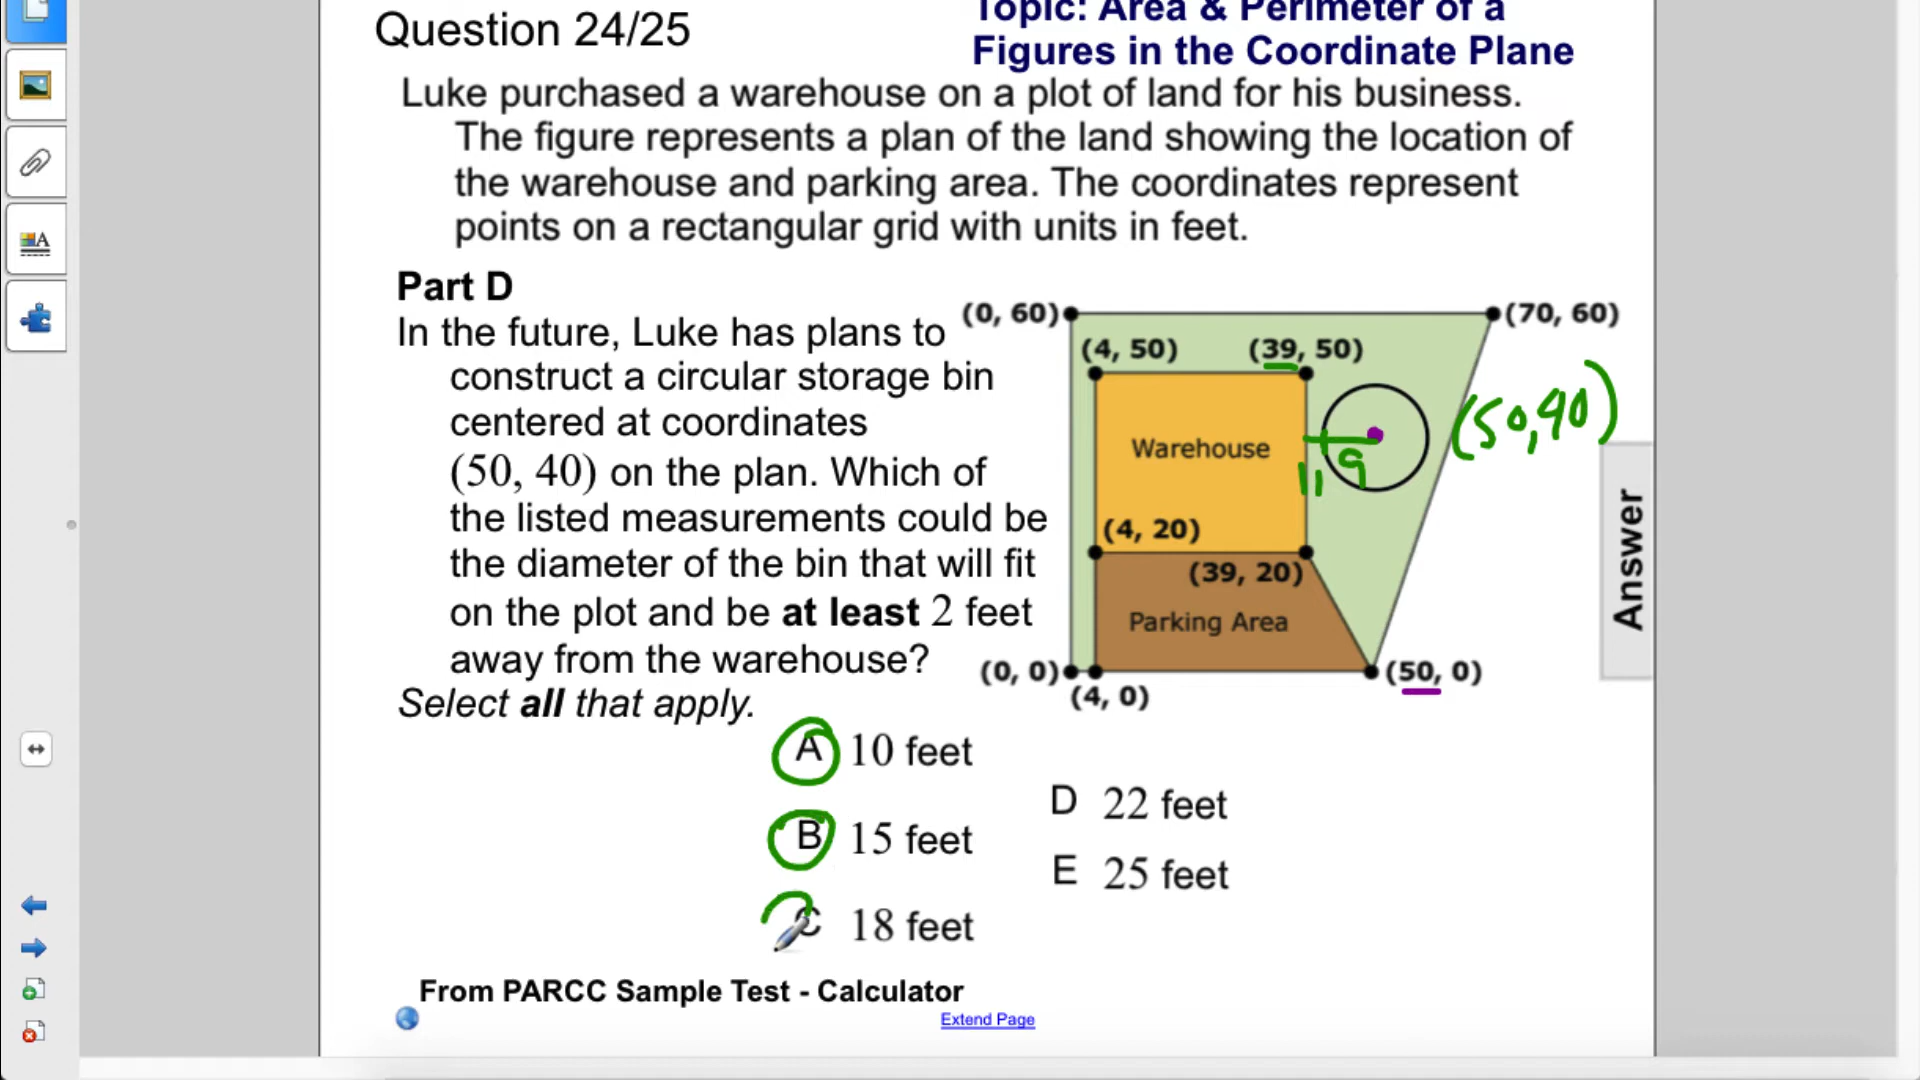 Question 24/25
Topic: Area & Perimeter of a
Figures in the Coordinate Plane
Luke purchased a warehouse on a plot of land for his business.
The figure represents a plan of the land showing the location of
the warehouse and parking area. The coordinates represent
points on a rectangular grid with units in feet.
Part D
In the future, Luke has plans to
construct a circular storage bin
centered at coordinates
(50, 40) on the plan. Which of
the listed measurements could be
the diameter of the bin that will fit
on the plot and be at least 2 feet
away from the warehouse?
Select all that apply.
(0, 60)
(70, 60)
(4, 50)
(39, 50)
(50,40)
Warehouse
11
9
(4, 20)
(39, 20)
Parking Area
(0, 0)
(50, 0)
(4, 0)
Answer
A 10 feet
B 15 feet
C 18 feet
D 22 feet
E 25 feet
From PARCC Sample Test - Calculator
Extend Page